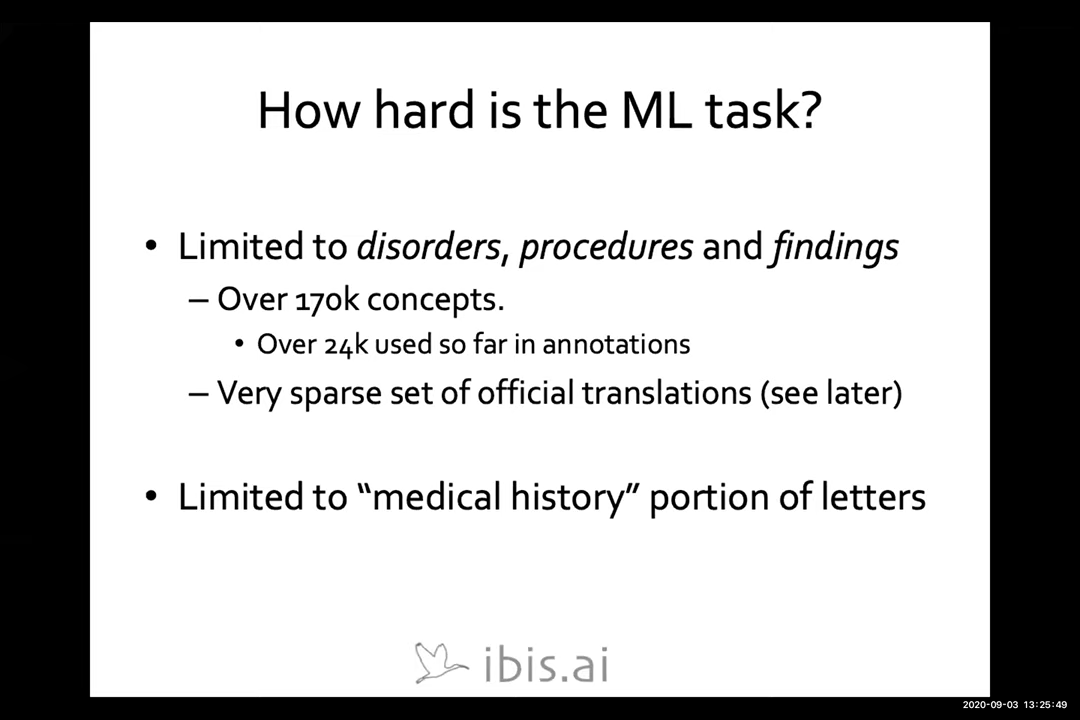 How hard is the ML task?
• Limited to disorders, procedures and findings
– Over 170k concepts.
• Over 24k used so far in annotations
– Very sparse set of official translations (see later)
• Limited to “medical history” portion of letters
ibis.ai
2020-09-03 13:25:49